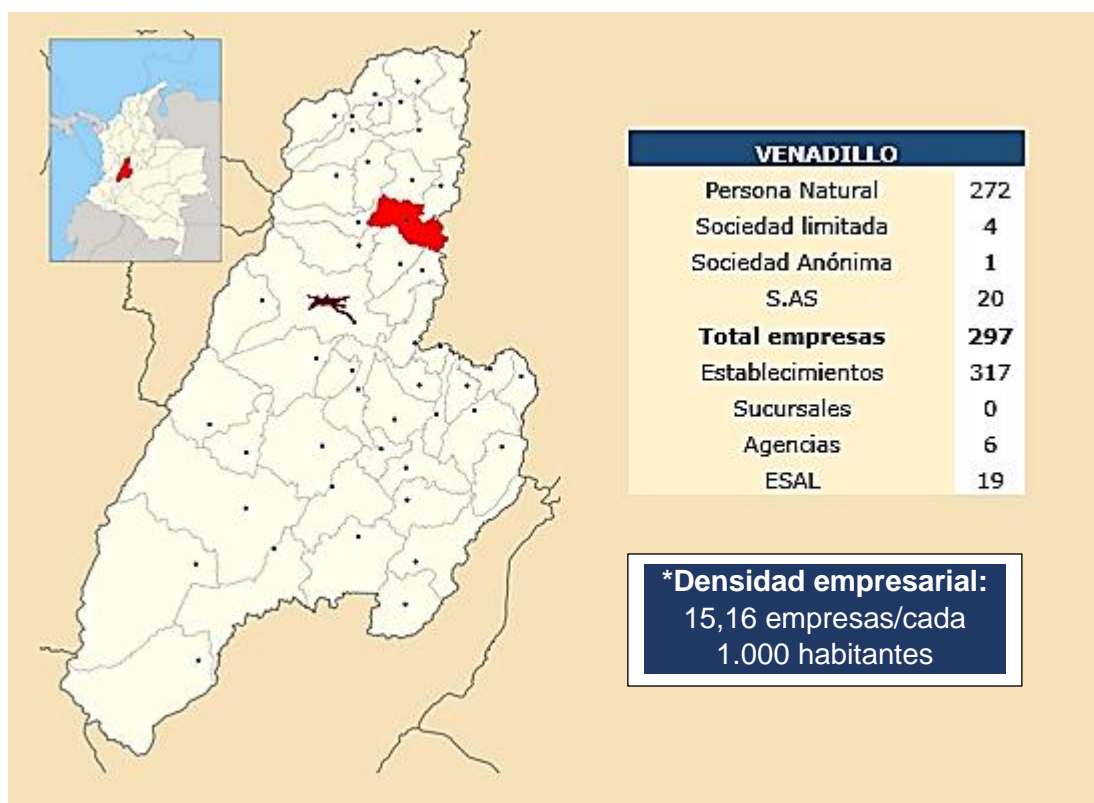 VENADILLO
Persona Natural 272
Sociedad limitada 4
Sociedad Anónima 1
S.AS 20
Total empresas 297
Establecimientos 317
Sucursales 0
Agencias 6
ESAL 19
*Densidad empresarial:
15,16 empresas/cada
1.000 habitantes